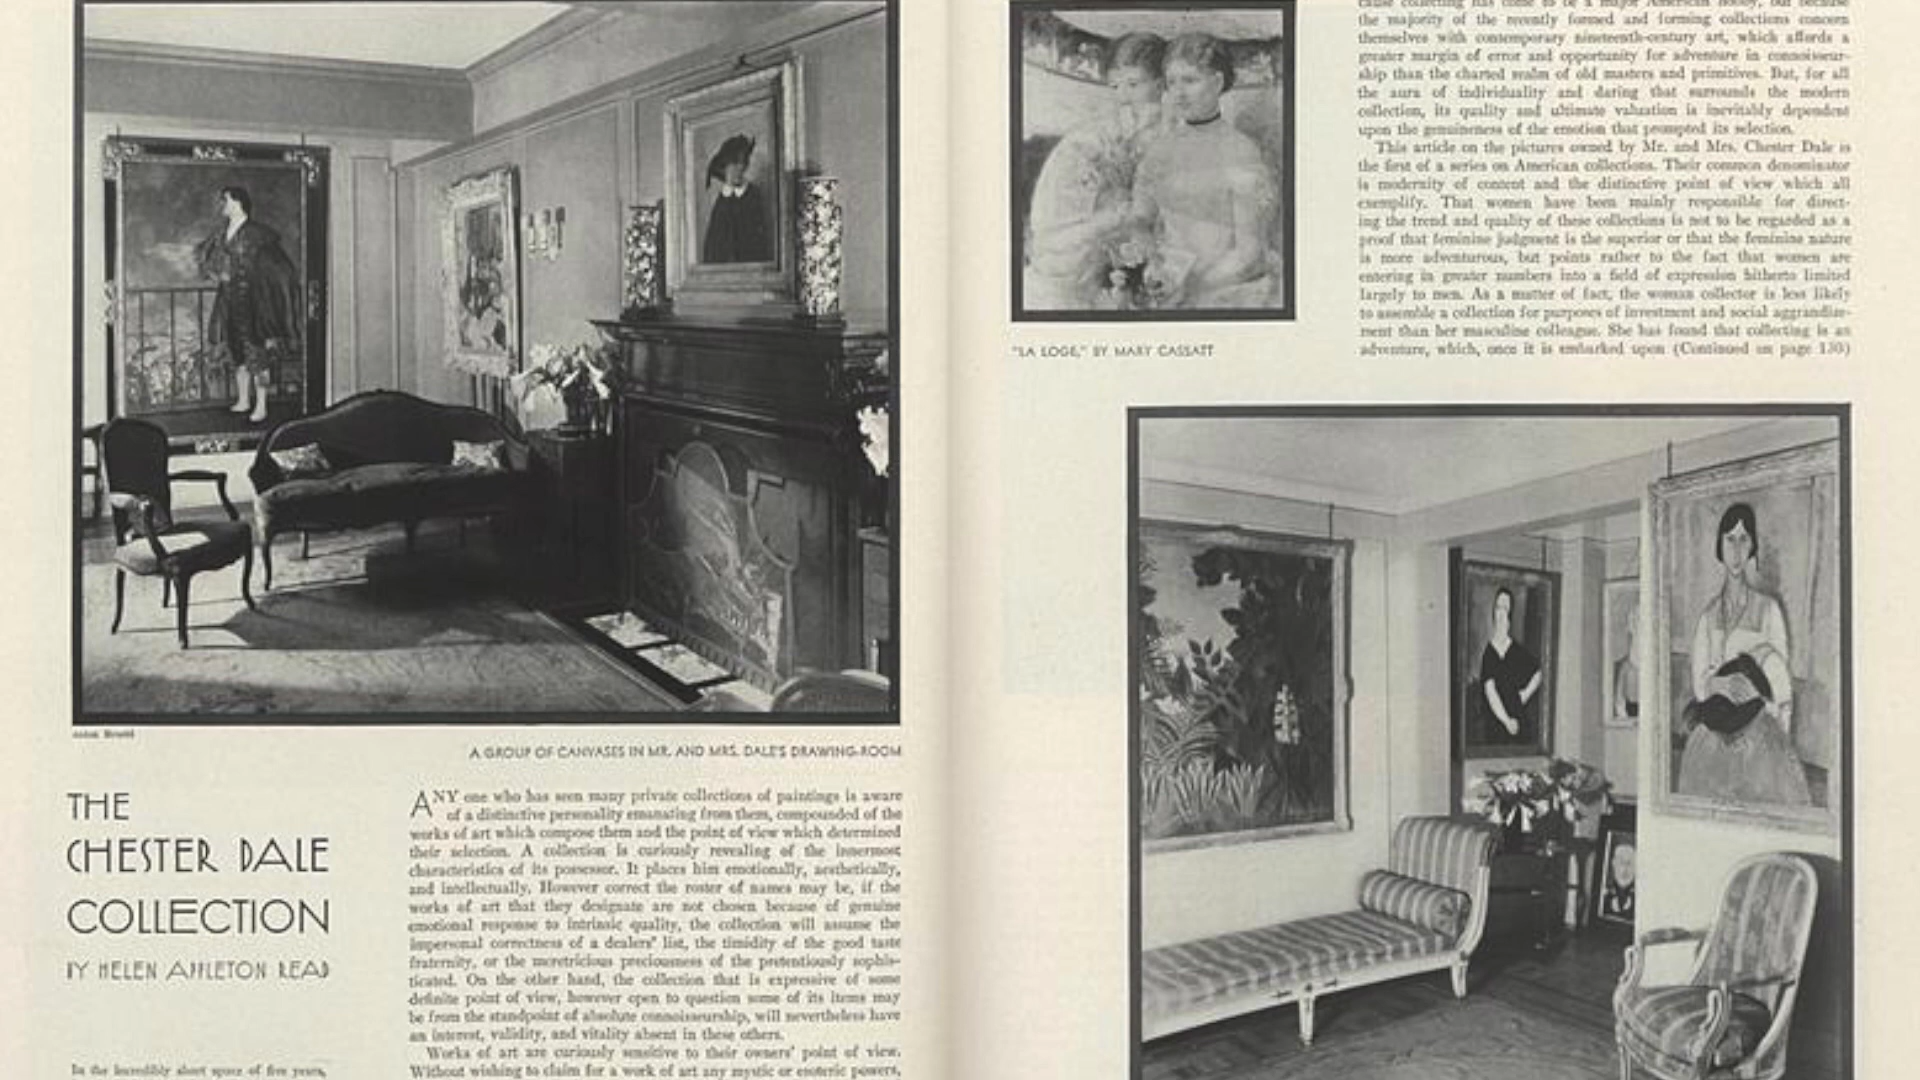 A GROUP OF CANVASES IN MR. AND MRS. DALE'S DRAWING-ROOM
THE
CHESTER DALE
COLLECTION
BY HELEN APPLETON READ
In the incredibly short space of five years,
ANY one who has seen many private collections of paintings is aware
of a distinctive personality emanating from them, compounded of the
works of art which compose them and the point of view which determined
their selection. A collection is curiously revealing of the innermost
characteristics of its possessor. It places him emotionally, aesthetically,
and intellectually. However correct the roster of names may be, if the
works of art that they designate are not chosen because of genuine
emotional response to intrinsic quality, the collection will assume the
impersonal correctness of a dealers' list, the timidity of the good taste
fraternity, or the meretricious preciousness of the pretentiously sophis-
ticated. On the other hand, the collection that is expressive of some
definite point of view, however open to question some of its items may
be from the standpoint of absolute connoisseurship, will nevertheless have
an interest, validity, and vitality absent in these others.
Works of art are curiously sensitive to their owners' point of view.
Without wishing to claim for a work of art any mystic or esoteric powers,
"LA LOGE," BY MARY CASSATT
cause collecting has come to be a major American hobby, but because
the majority of the recently formed and forming collections concern
themselves with contemporary nineteenth-century art, which affords a
greater margin of error and opportunity for adventure in connoisseur-
ship than the charted realm of old masters and primitives. But, for all
the aura of individuality and daring that surrounds the modern
collection, its quality and ultimate valuation is inevitably dependent
upon the genuineness of the emotion that prompted its selection.
This article on the pictures owned by Mr. and Mrs. Chester Dale is
the first of a series on American collections. Their common denominator
is modernity of content and the distinctive point of view which all
exemplify. That women have been mainly responsible for direct-
ing the trend and quality of these collections is not to be regarded as a
proof that feminine judgment is the superior or that the feminine nature
is more adventurous, but points rather to the fact that women are
entering in greater numbers into a field of expression hitherto limited
largely to men. As a matter of fact, the woman collector is less likely
to assemble a collection for purposes of investment and social aggrandize-
ment than her masculine colleague. She has found that collecting is an
adventure, which, once it is embarked upon (Continued on page 130)